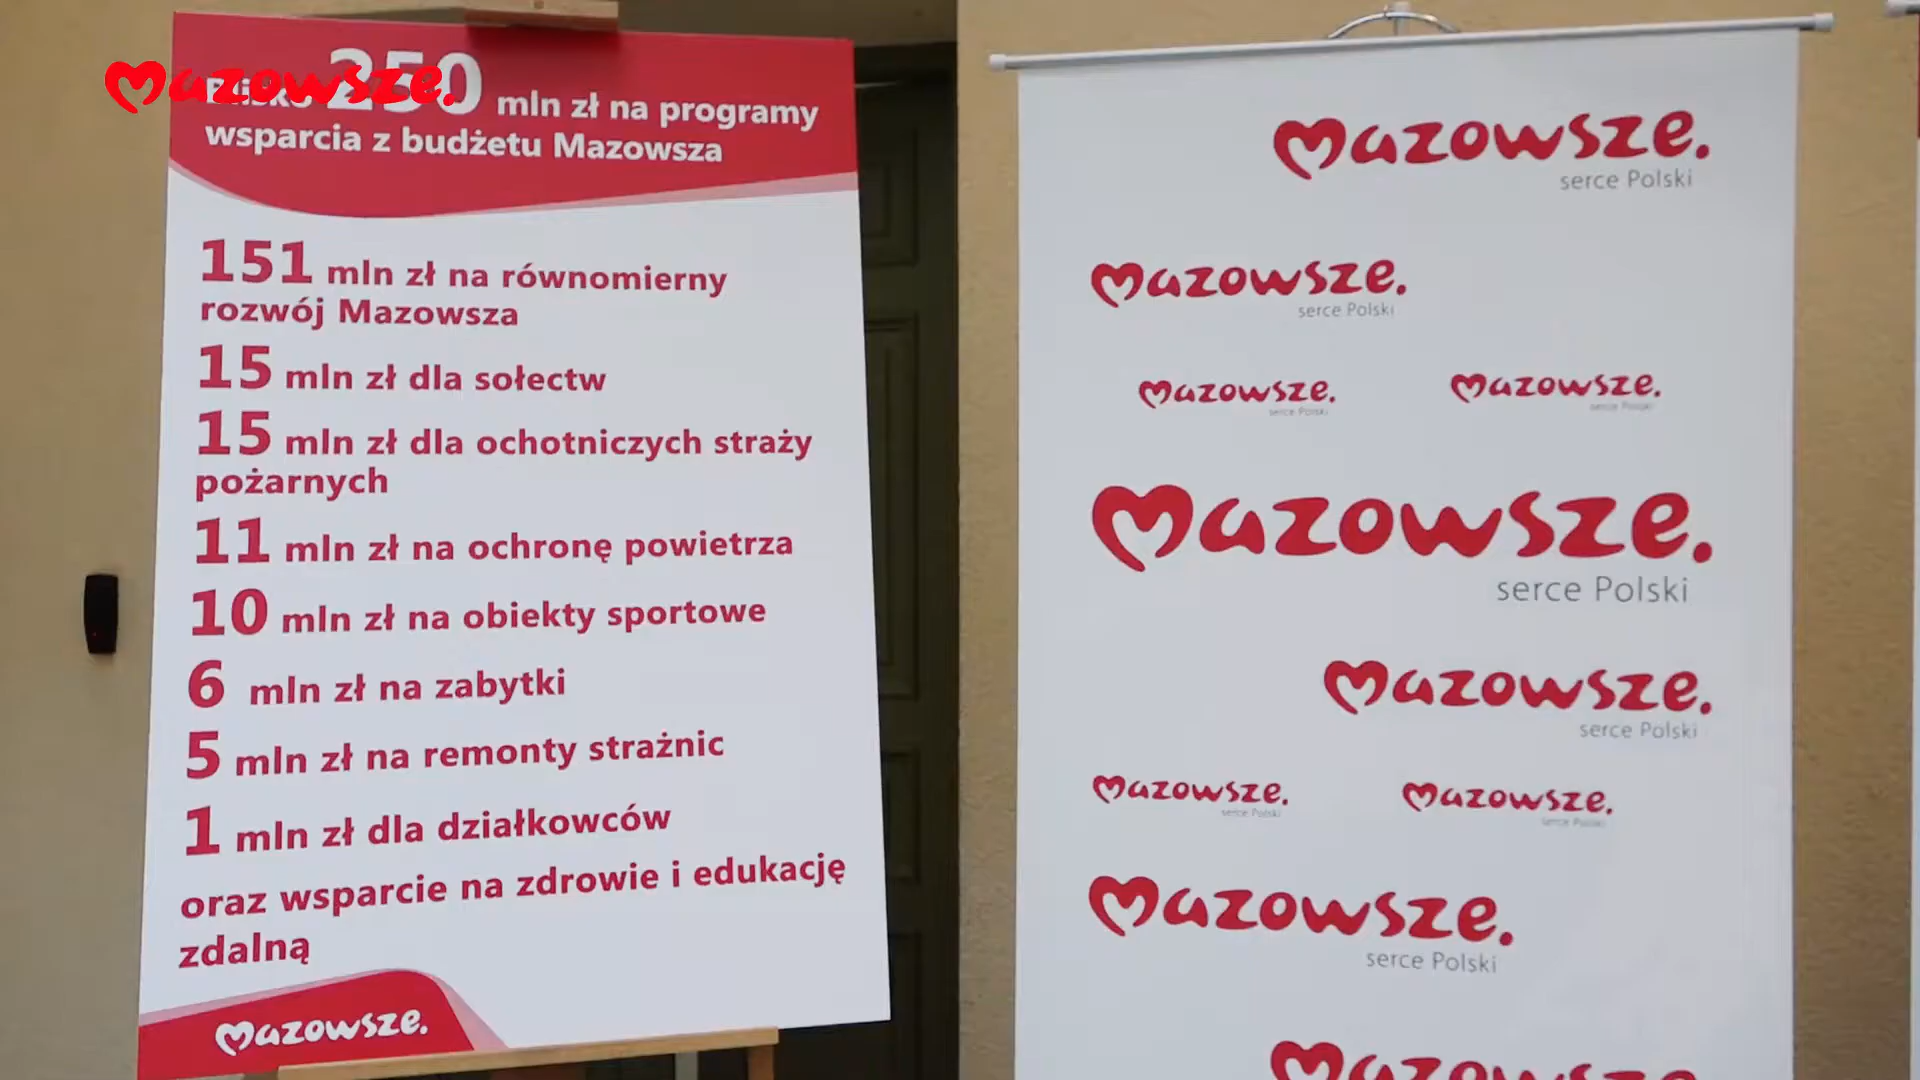 Mazowsze.
Blisko 250 mln zł na programy
wsparcia z budżetu Mazowsza
151 mln zł na równomierny
rozwój Mazowsza
15 mln zł dla sołectw
15 mln zł dla ochotniczych straży
pożarnych
11 mln zł na ochronę powietrza
10 mln zł na obiekty sportowe
6 mln zł na zabytki
5 mln zł na remonty strażnic
1 mln zł dla działkowców
oraz wsparcie na zdrowie i edukację
zdalną
Mazowsze.
Mazowsze.
serce Polski
Mazowsze.
serce Polski
Mazowsze.
serce Polski
Mazowsze.
serce Polski
Mazowsze.
serce Polski
Mazowsze.
serce Polski
Mazowsze.
serce Polski
Mazowsze.
serce Polski
Mazowsze.
serce Polski
Mazowsze.